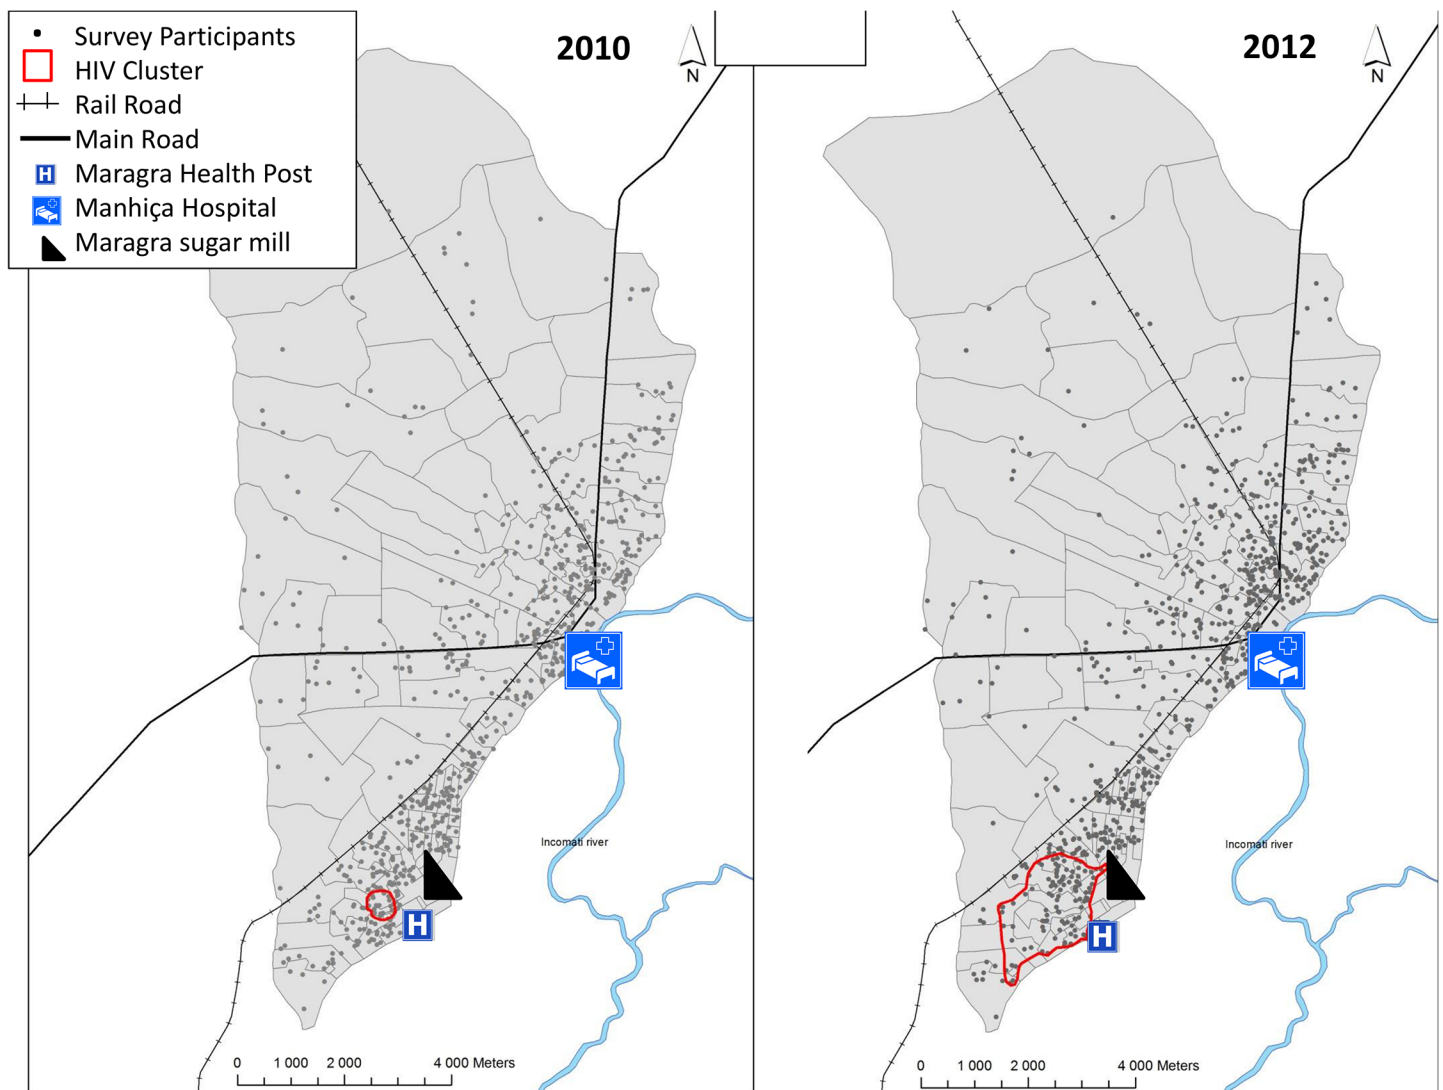 Survey Participants
HIV Cluster
Rail Road
Main Road
H Maragra Health Post
Manhiça Hospital
Maragra sugar mill
2010
N
Incomati river
H
0 1 000 2 000 4 000 Meters
2012
N
Incomati river
H
0 1 000 2 000 4 000 Meters